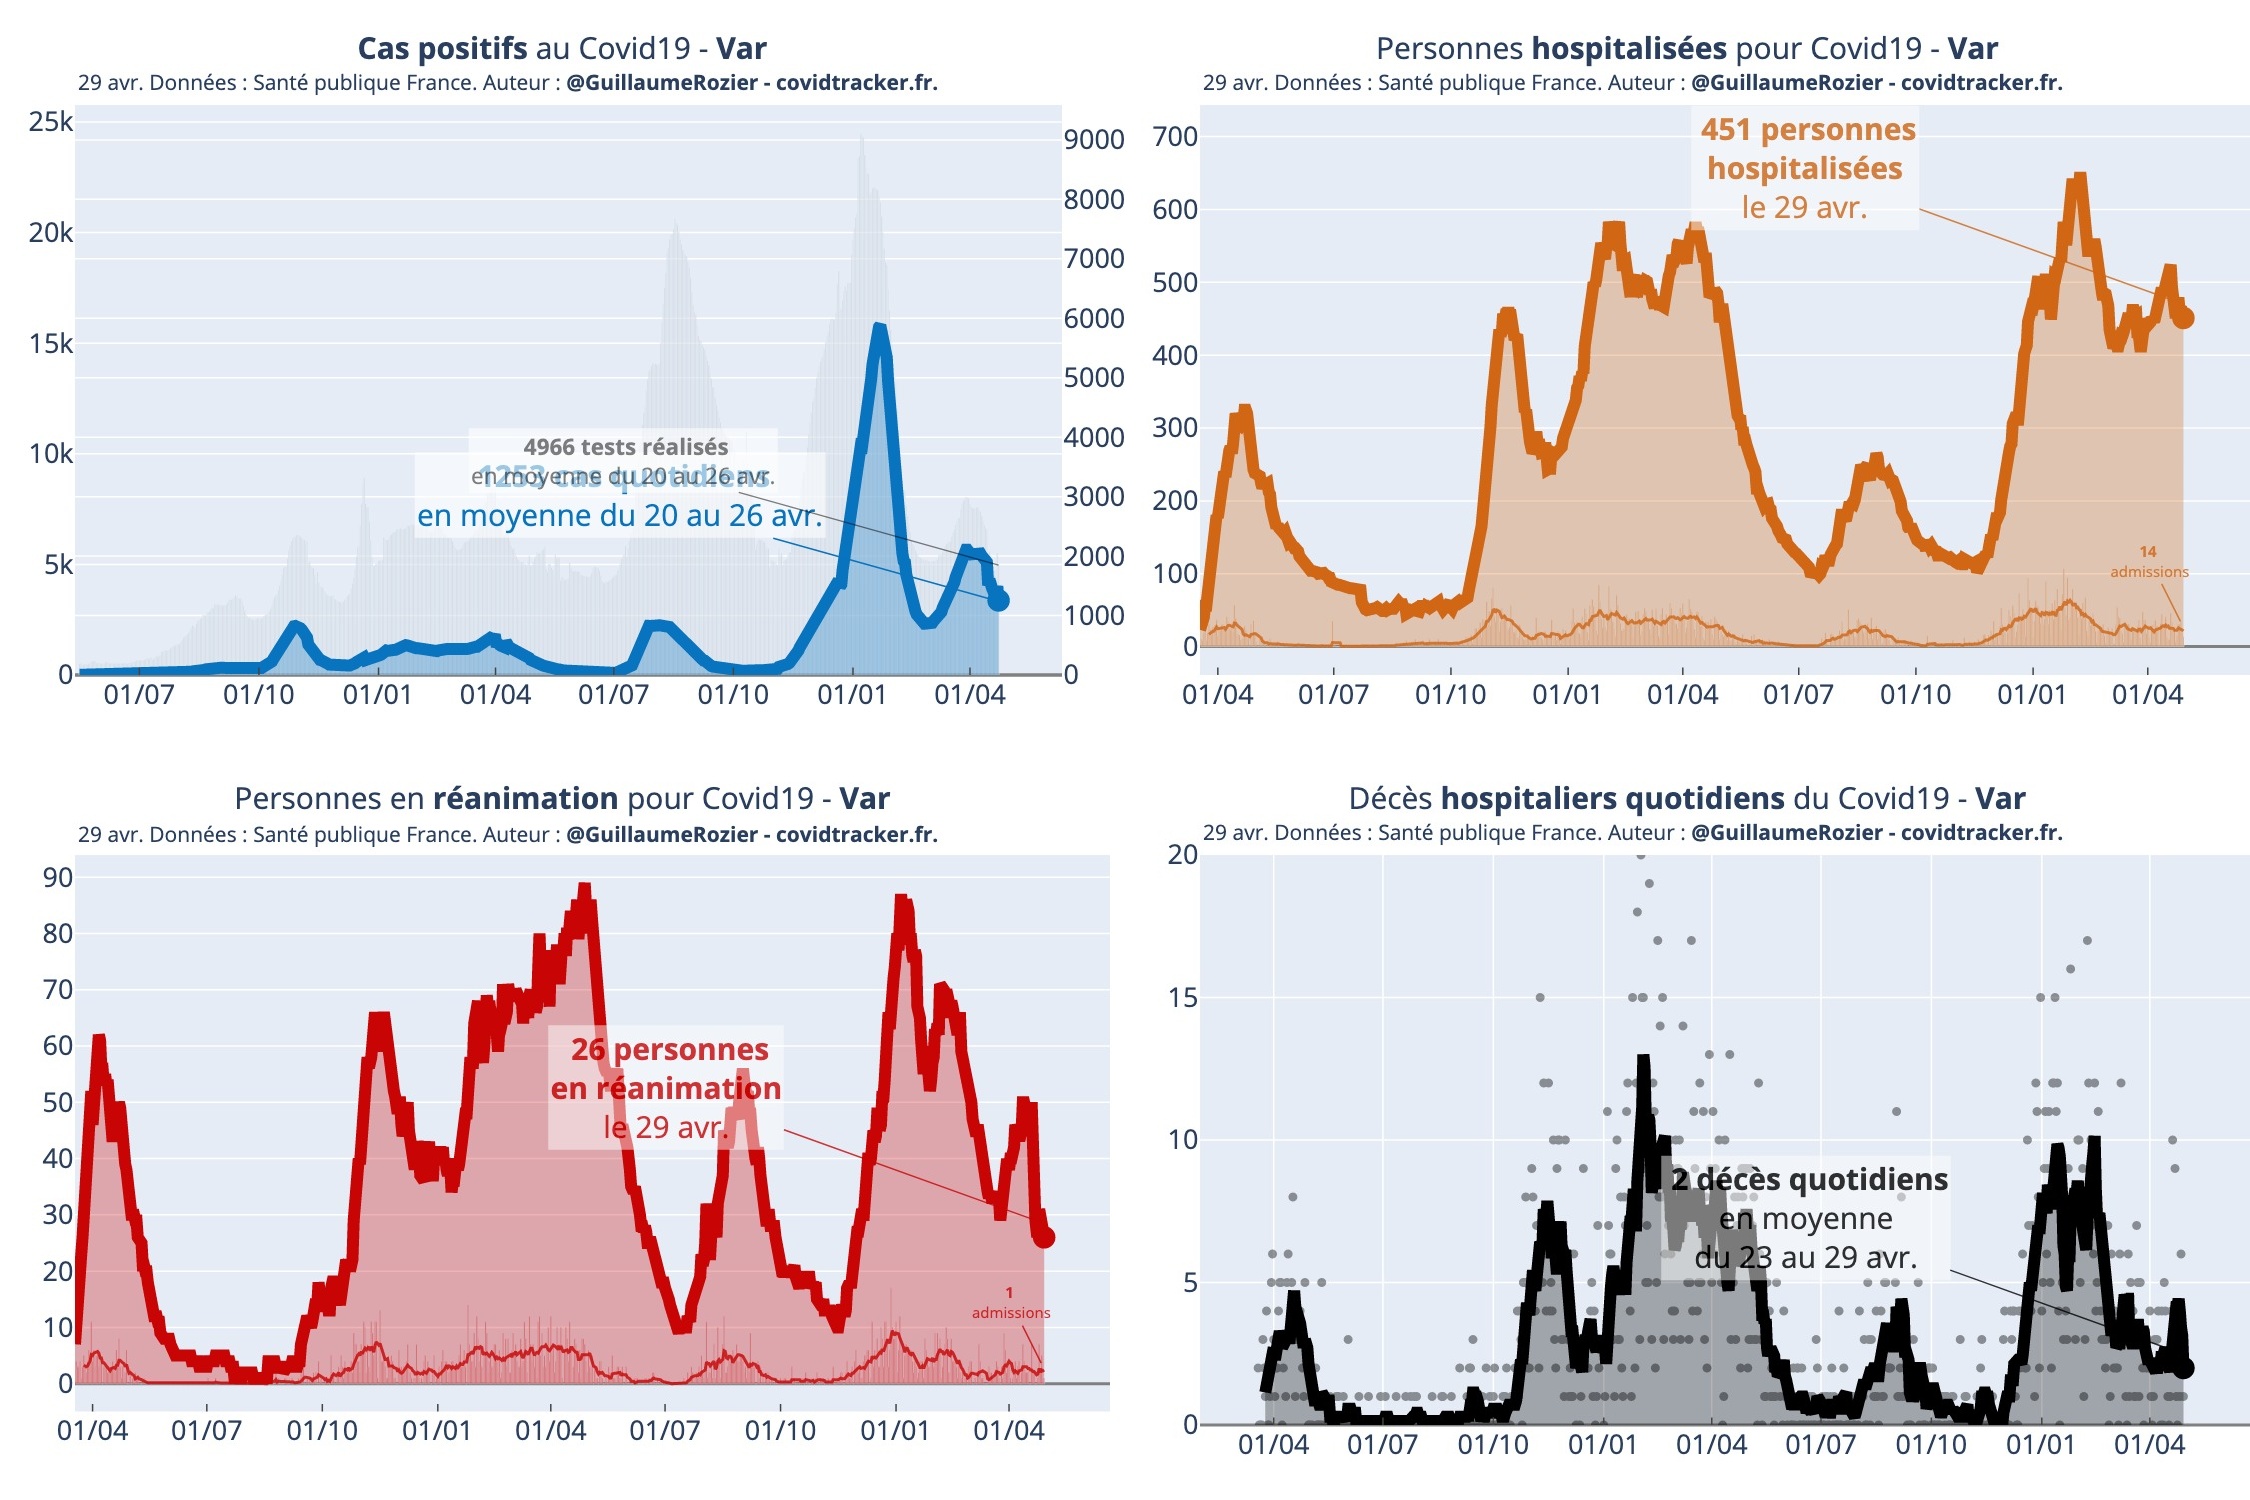 Cas positifs au Covid19 - Var
29 avr. Données : Santé publique France. Auteur : @GuillaumeRozier - covidtracker.fr.
25k
20k
15k
10k
5k
0
9000
8000
7000
6000
5000
4000
3000
2000
1000
0
4966 tests réalisés
en moyenne du 20 au 26 avr.
1253 cas quotidiens
en moyenne du 20 au 26 avr.
01/07 01/10 01/01 01/04 01/07 01/10 01/01 01/04
Personnes hospitalisées pour Covid19 - Var
29 avr. Données : Santé publique France. Auteur : @GuillaumeRozier - covidtracker.fr.
700
600
500
400
300
200
100
0
451 personnes
hospitalisées
le 29 avr.
14
admissions
01/04 01/07 01/10 01/01 01/04 01/07 01/10 01/01 01/04
Personnes en réanimation pour Covid19 - Var
29 avr. Données : Santé publique France. Auteur : @GuillaumeRozier - covidtracker.fr.
90
80
70
60
50
40
30
20
10
0
26 personnes
en réanimation
le 29 avr.
1
admissions
01/04 01/07 01/10 01/01 01/04 01/07 01/10 01/01 01/04
Décès hospitaliers quotidiens du Covid19 - Var
29 avr. Données : Santé publique France. Auteur : @GuillaumeRozier - covidtracker.fr.
20
15
10
5
0
2 décès quotidiens
en moyenne
du 23 au 29 avr.
01/04 01/07 01/10 01/01 01/04 01/07 01/10 01/01 01/04